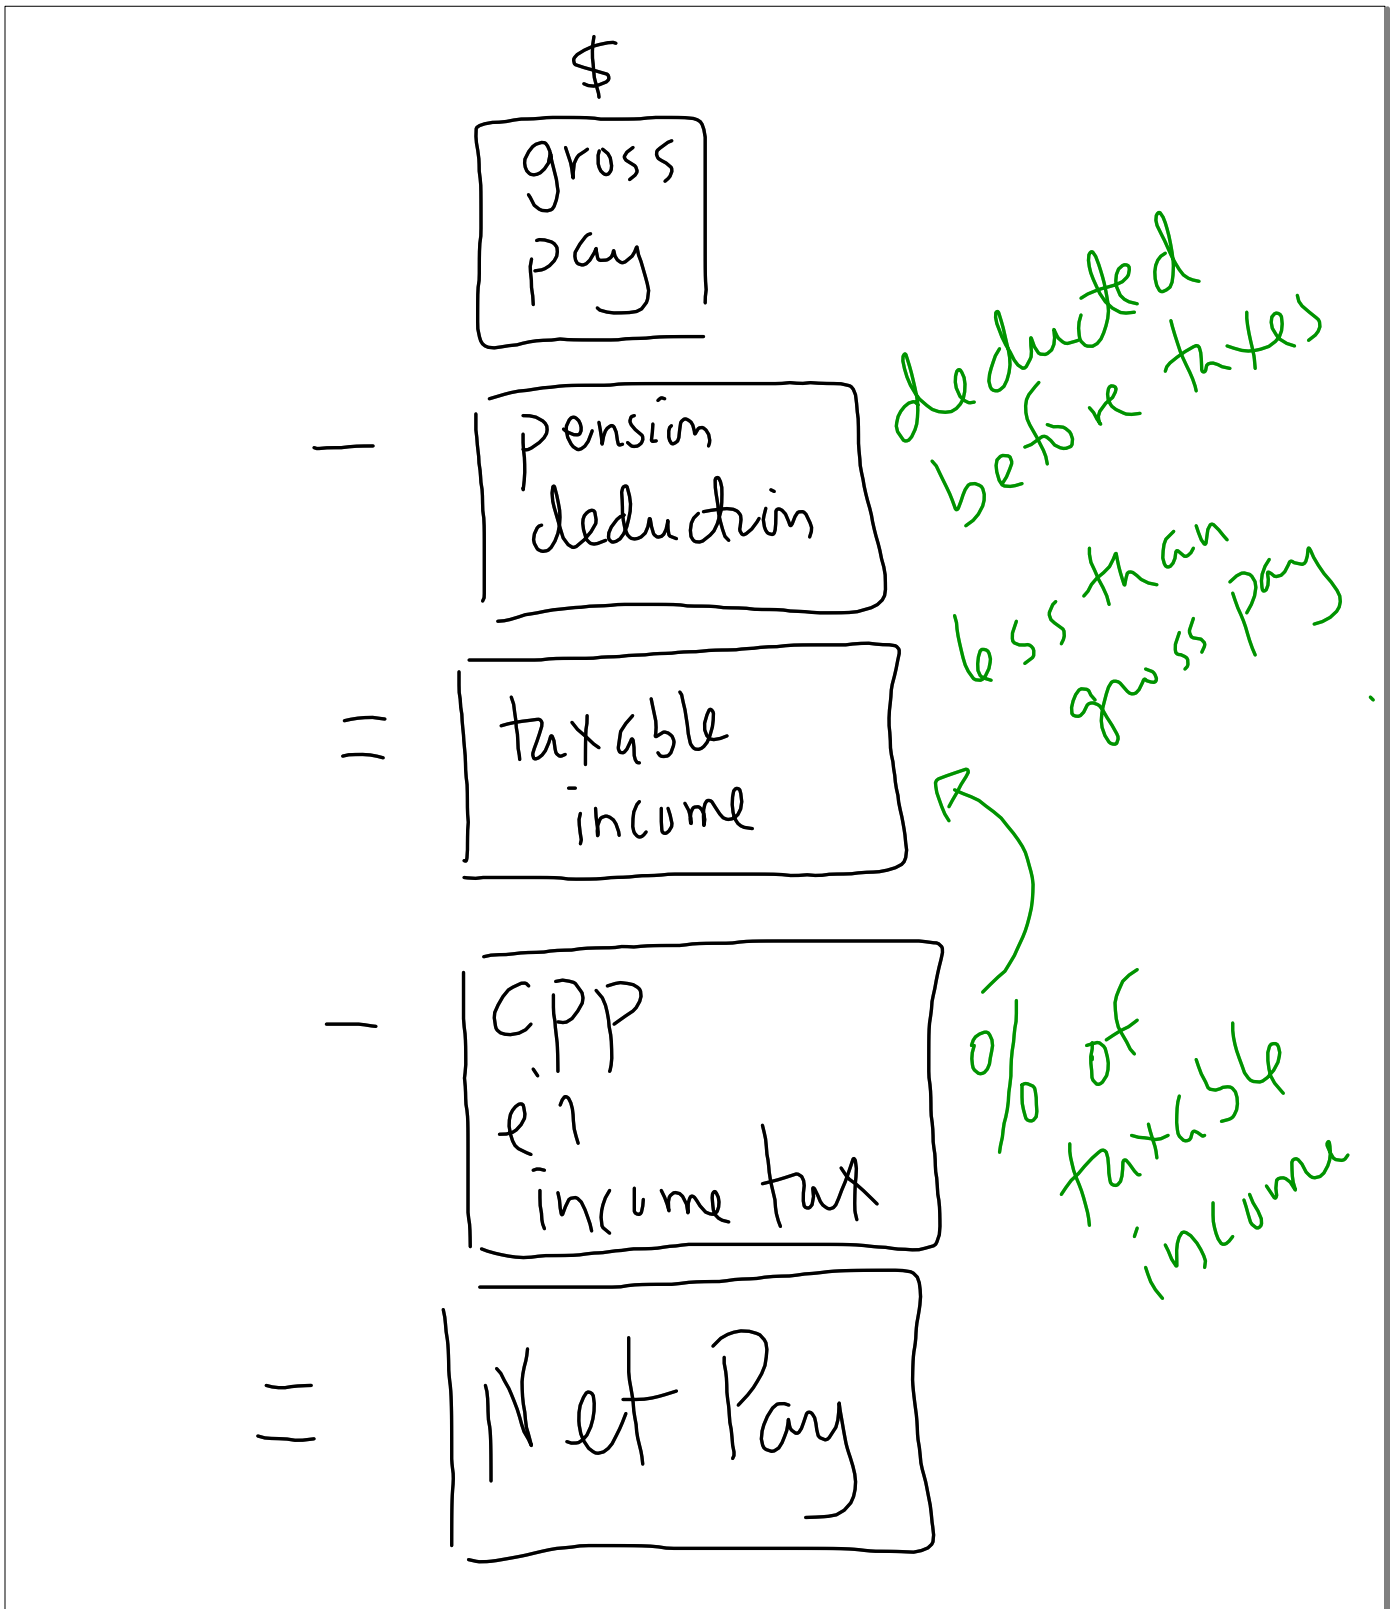 $
gross
pay
deducted
before taxes
-
pension
deduction
less than
gross pay
=
taxable
income
-
CPP
ei
income tax
% of
taxable
income
=
Net Pay